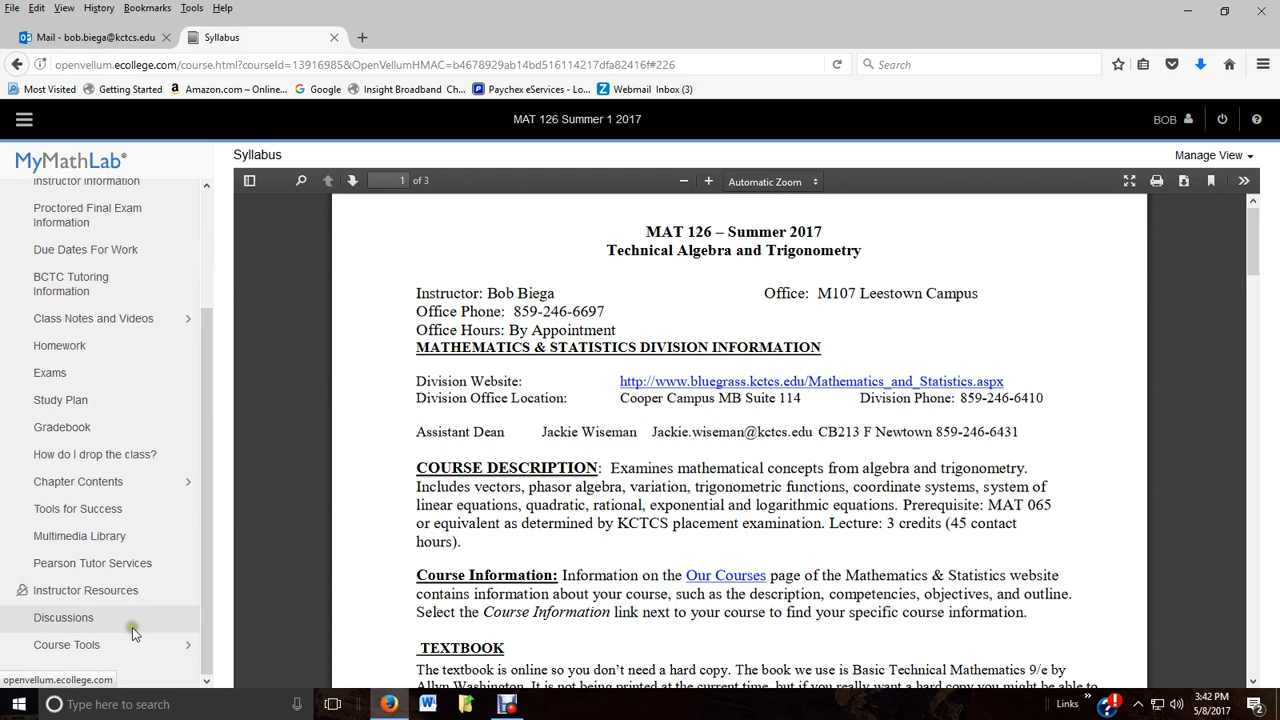 File Edit View History Bookmarks Tools Help
Mail - bob.biega@kctcs.edu Syllabus
openvellum.ecollege.com/course.html?courseId=13916985&OpenVellumHMAC=b4678929ab14bd516114217dfa82416f#226 Search
Most Visited Getting Started Amazon.com – Online... Google Insight Broadband Ch... Paychex eServices - Lo... Webmail Inbox (3)
MAT 126 Summer 1 2017 BOB
MyMathLab®
Instructor Information
Proctored Final Exam
Information
Due Dates For Work
BCTC Tutoring
Information
Class Notes and Videos
Homework
Exams
Study Plan
Gradebook
How do I drop the class?
Chapter Contents
Tools for Success
Multimedia Library
Pearson Tutor Services
Instructor Resources
Discussions
Course Tools
openvellum.ecollege.com
Syllabus Manage View
1 of 3 Automatic Zoom
MAT 126 – Summer 2017
Technical Algebra and Trigonometry
Instructor: Bob Biega Office: M107 Leestown Campus
Office Phone: 859-246-6697
Office Hours: By Appointment
MATHEMATICS & STATISTICS DIVISION INFORMATION
Division Website: http://www.bluegrass.kctcs.edu/Mathematics_and_Statistics.aspx
Division Office Location: Cooper Campus MB Suite 114 Division Phone: 859-246-6410
Assistant Dean Jackie Wiseman Jackie.wiseman@kctcs.edu CB213 F Newtown 859-246-6431
COURSE DESCRIPTION: Examines mathematical concepts from algebra and trigonometry.
Includes vectors, phasor algebra, variation, trigonometric functions, coordinate systems, system of
linear equations, quadratic, rational, exponential and logarithmic equations. Prerequisite: MAT 065
or equivalent as determined by KCTCS placement examination. Lecture: 3 credits (45 contact
hours).
Course Information: Information on the Our Courses page of the Mathematics & Statistics website
contains information about your course, such as the description, competencies, objectives, and outline.
Select the Course Information link next to your course to find your specific course information.
TEXTBOOK
The textbook is online so you don't need a hard copy. The book we use is Basic Technical Mathematics 9/e by
Allyn Washington. It is not being printed at the current time, but if you really want a hard copy you might be able to
Type here to search Links 3:42 PM
5/8/2017